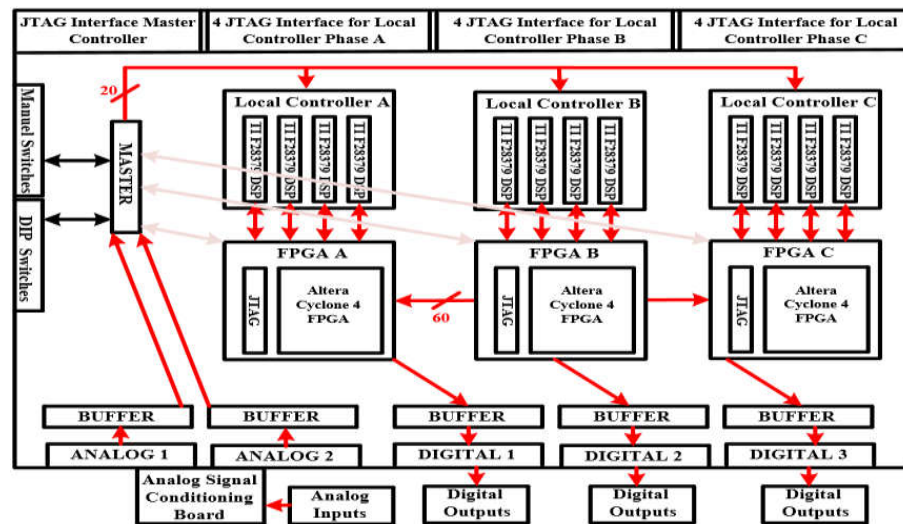 JTAG Interface Master
Controller
4 JTAG Interface for Local
Controller Phase A
4 JTAG Interface for Local
Controller Phase B
4 JTAG Interface for Local
Controller Phase C
20
Manuel Switches
DIP Switches
MASTER
Local Controller A
TI F28379 DSP
TI F28379 DSP
TI F28379 DSP
TI F28379 DSP
Local Controller B
TI F28379 DSP
TI F28379 DSP
TI F28379 DSP
TI F28379 DSP
Local Controller C
TI F28379 DSP
TI F28379 DSP
TI F28379 DSP
TI F28379 DSP
FPGA A
JTAG
Altera
Cyclone 4
FPGA
60
FPGA B
JTAG
Altera
Cyclone 4
FPGA
FPGA C
JTAG
Altera
Cyclone 4
FPGA
BUFFER
BUFFER
BUFFER
BUFFER
BUFFER
ANALOG 1
ANALOG 2
DIGITAL 1
DIGITAL 2
DIGITAL 3
Analog Signal
Conditioning
Board
Analog
Inputs
Digital
Outputs
Digital
Outputs
Digital
Outputs